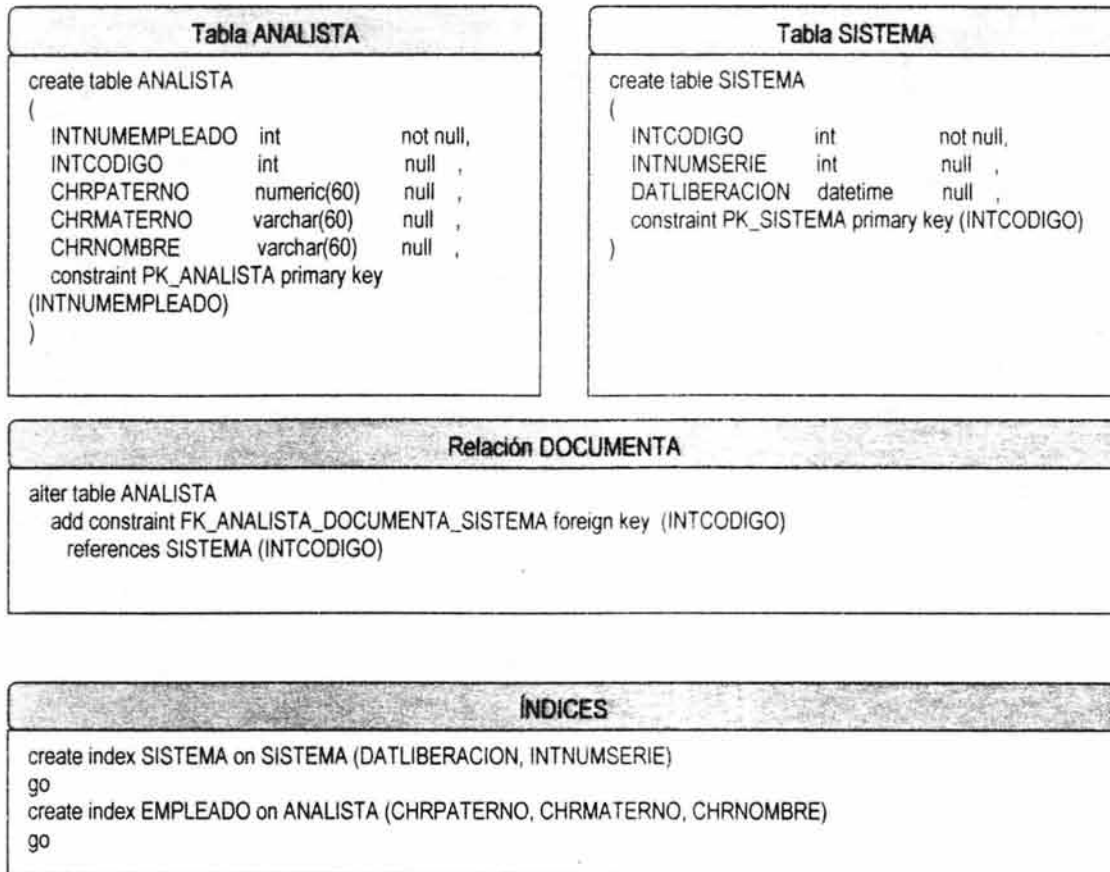 Tabla ANALISTA
create table ANALISTA
(
INTNUMEMPLEADO int not null,
INTCODIGO int null ,
CHRPATERNO numeric(60) null ,
CHRMATERNO varchar(60) null ,
CHRNOMBRE varchar(60) null ,
constraint PK_ANALISTA primary key
(INTNUMEMPLEADO)
)
Tabla SISTEMA
create table SISTEMA
(
INTCODIGO int not null,
INTNUMSERIE int null ,
DATLIBERACION datetime null ,
constraint PK_SISTEMA primary key (INTCODIGO)
)
Relación DOCUMENTA
alter table ANALISTA
add constraint FK_ANALISTA_DOCUMENTA_SISTEMA foreign key (INTCODIGO)
references SISTEMA (INTCODIGO)
ÍNDICES
create index SISTEMA on SISTEMA (DATLIBERACION, INTNUMSERIE)
go
create index EMPLEADO on ANALISTA (CHRPATERNO, CHRMATERNO, CHRNOMBRE)
go